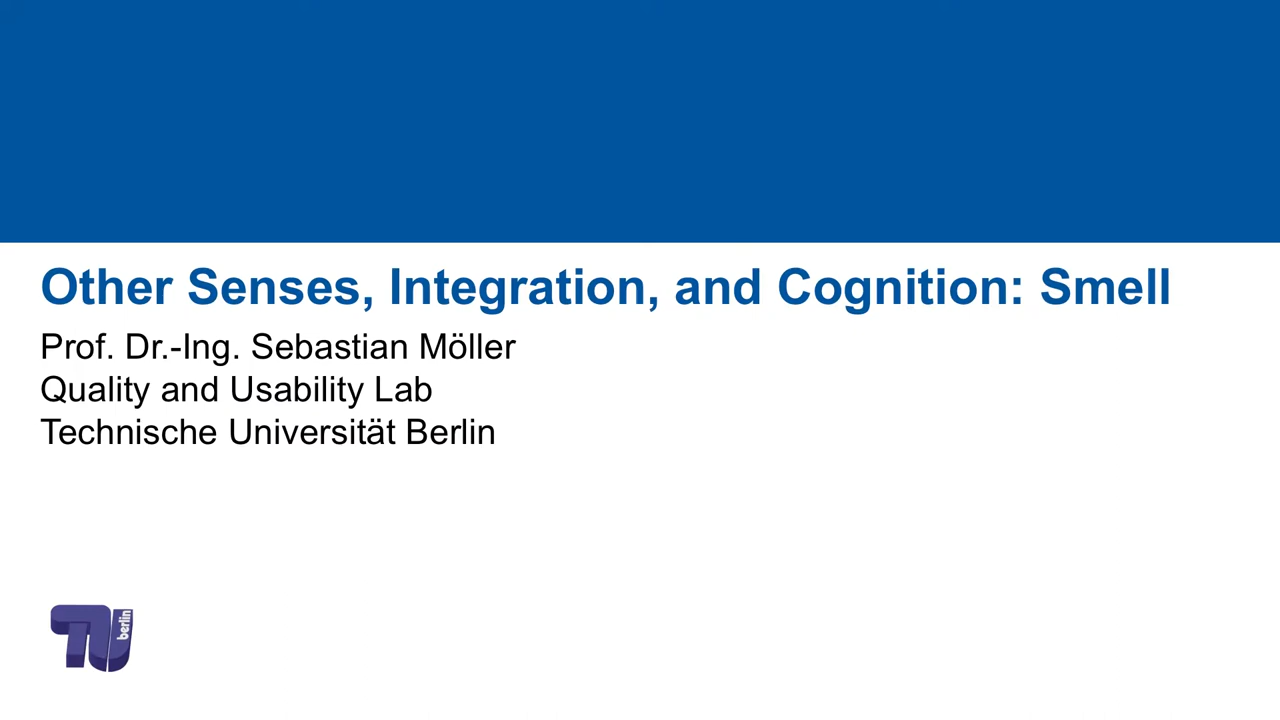 Other Senses, Integration, and Cognition: Smell
Prof. Dr.-Ing. Sebastian Möller
Quality and Usability Lab
Technische Universität Berlin
TU berlin